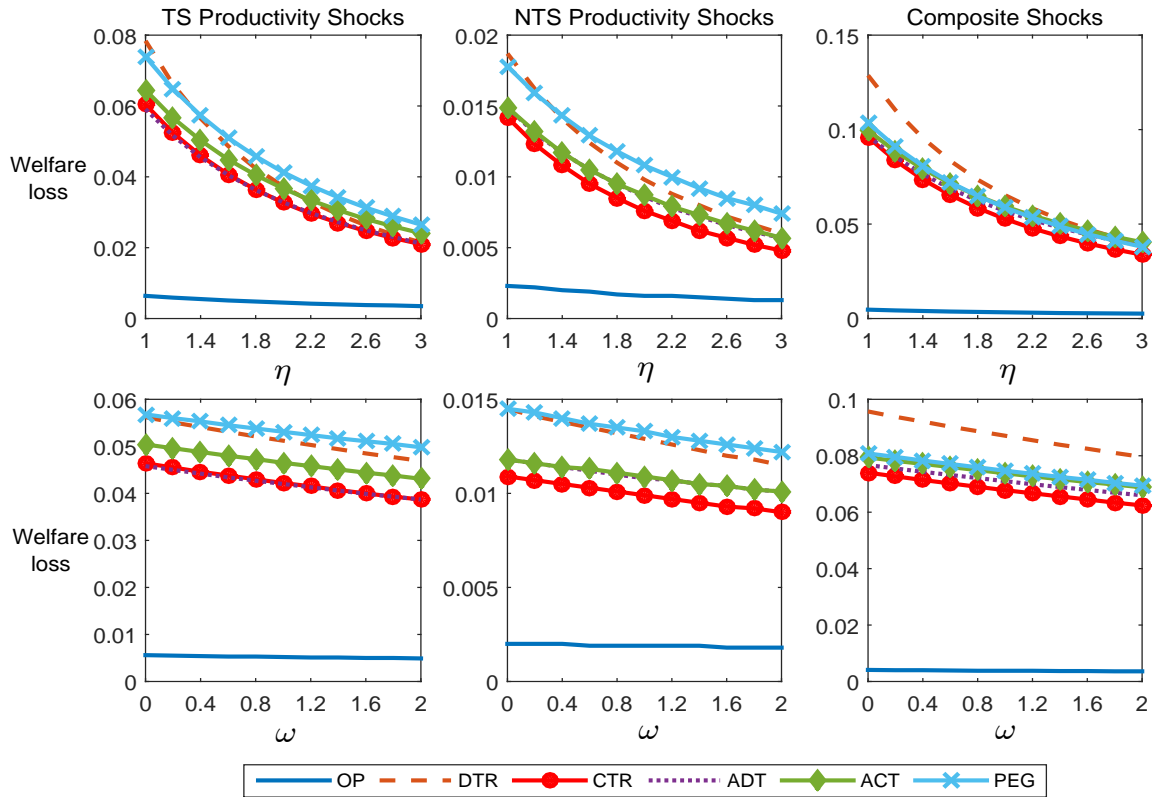 TS Productivity Shocks
NTS Productivity Shocks
Composite Shocks
Welfare
loss
0.08
0.06
0.04
0.02
0
1 1.4 1.8 2.2 2.6 3
η
0.02
0.015
0.01
0.005
0
1 1.4 1.8 2.2 2.6 3
η
0.15
0.1
0.05
0
1 1.4 1.8 2.2 2.6 3
η
Welfare
loss
0.06
0.05
0.04
0.03
0.02
0.01
0
0 0.4 0.8 1.2 1.6 2
ω
0.015
0.01
0.005
0
0 0.4 0.8 1.2 1.6 2
ω
0.1
0.08
0.06
0.04
0.02
0
0 0.4 0.8 1.2 1.6 2
ω
OP DTR CTR ADT ACT PEG